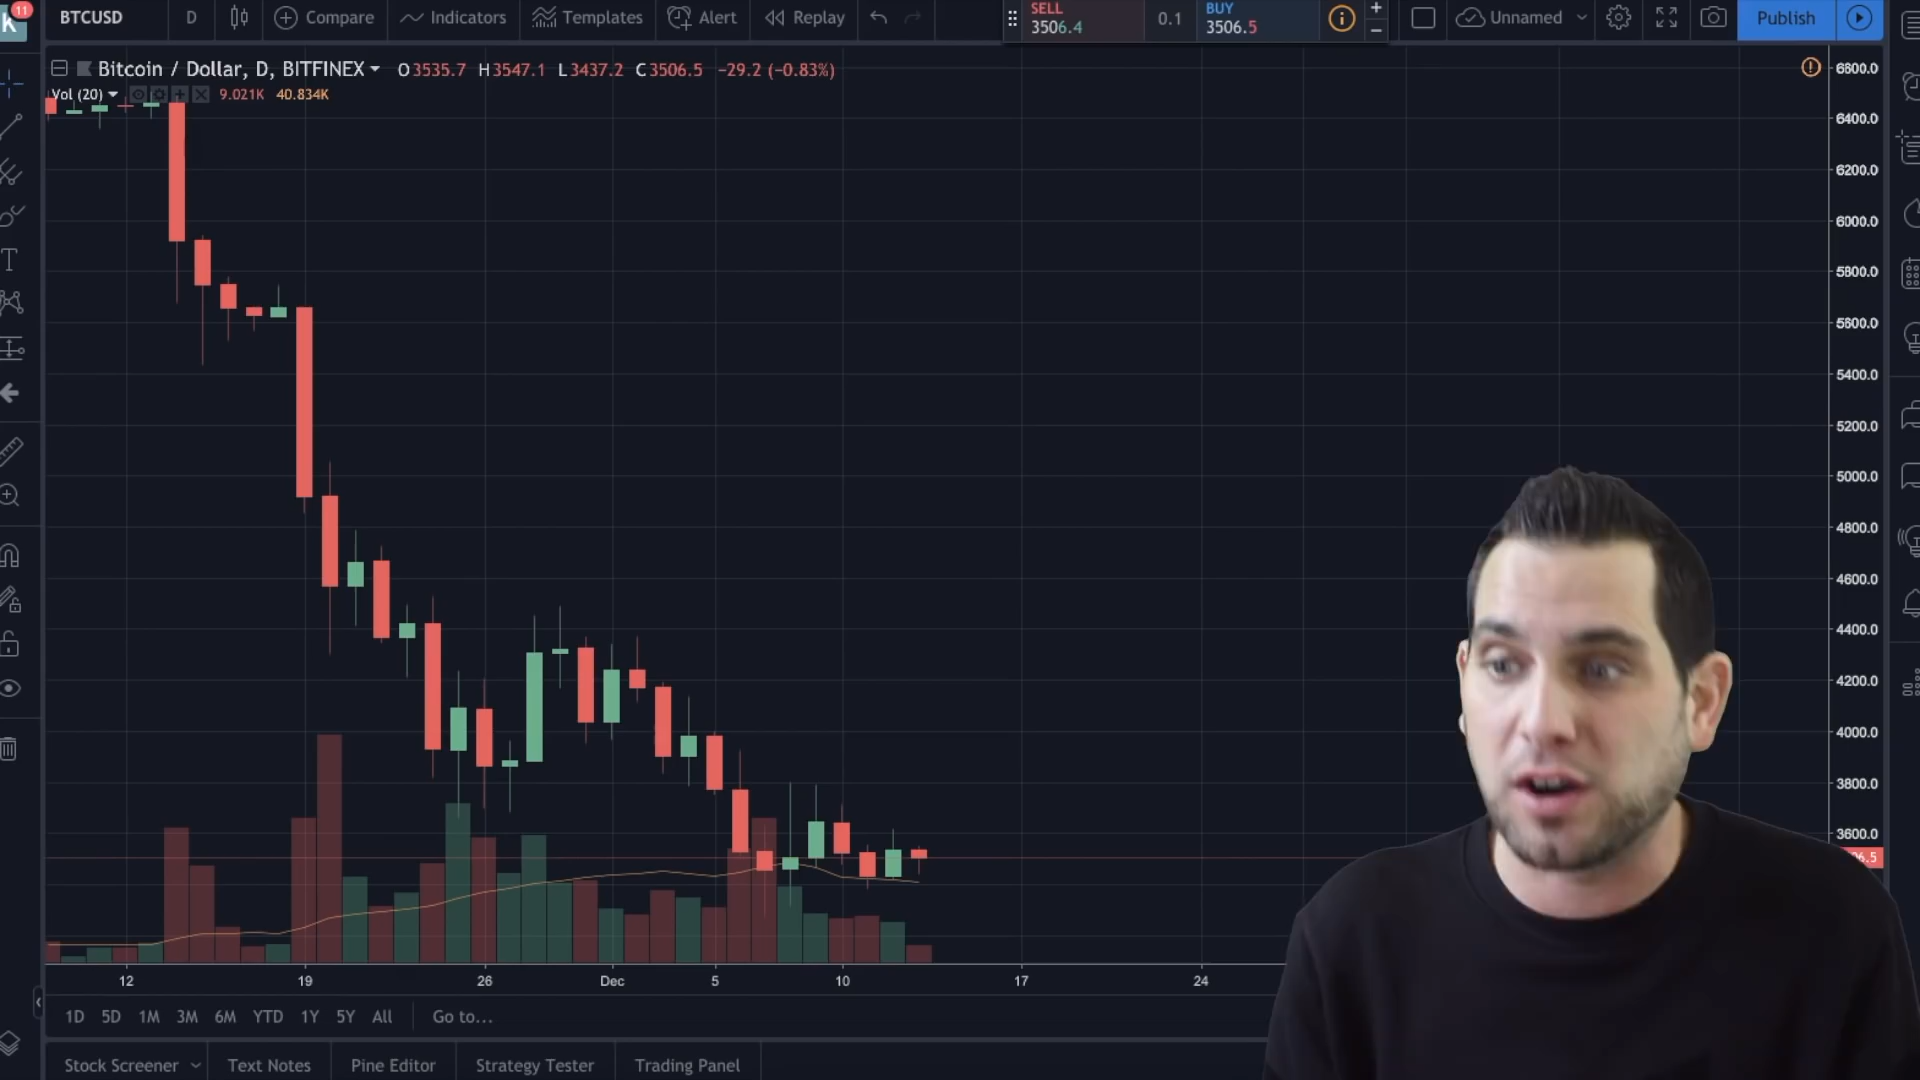 11
K
BTCUSD D Compare Indicators Templates Alert Replay
SELL
3506.4
0.1
BUY
3506.5
Unnamed
Publish
Bitcoin / Dollar, D, BITFINEX O3535.7 H3547.1 L3437.2 C3506.5 −29.2 (−0.83%)
Vol (20) 9.021K 40.834K
6800.0
6400.0
6200.0
6000.0
5800.0
5600.0
5400.0
5200.0
5000.0
4800.0
4600.0
4400.0
4200.0
4000.0
3800.0
3600.0
12 19 26 Dec 5 10 17 24
1D 5D 1M 3M 6M YTD 1Y 5Y All Go to...
Stock Screener Text Notes Pine Editor Strategy Tester Trading Panel